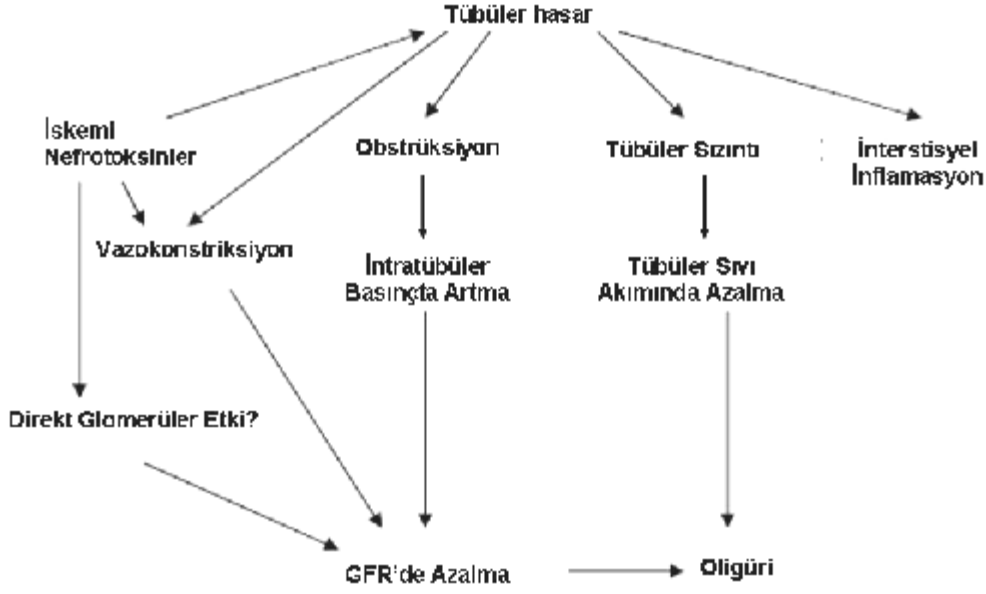 Tübüler hasar
İskemi
Nefrotoksinler
Obstrüksiyon
Tübüler Sızıntı
İnterstisyel
İnflamasyon
Vazokonstriksiyon
İntratübüler
Basınçta Artma
Tübüler Sıvı
Akımında Azalma
Direkt Glomerüler Etki?
GFR'de Azalma
Oligüri